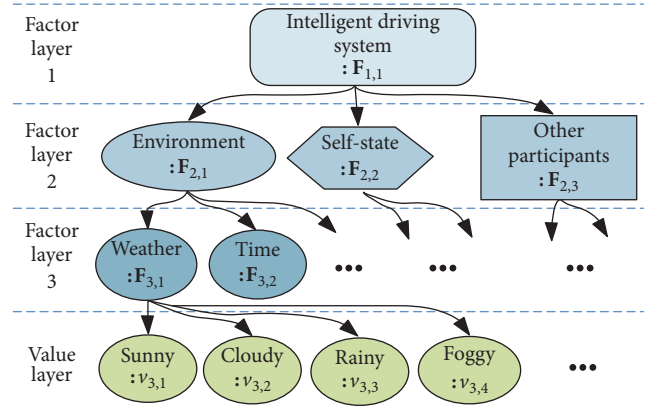 Factor
layer
1
Intelligent driving
system
: F1,1
Factor
layer
2
Environment
: F2,1
Self-state
: F2,2
Other
participants
: F2,3
Factor
layer
3
Weather
: F3,1
Time
: F3,2
•••
•••
•••
Value
layer
Sunny
: v3,1
Cloudy
: v3,2
Rainy
: v3,3
Foggy
: v3,4
•••